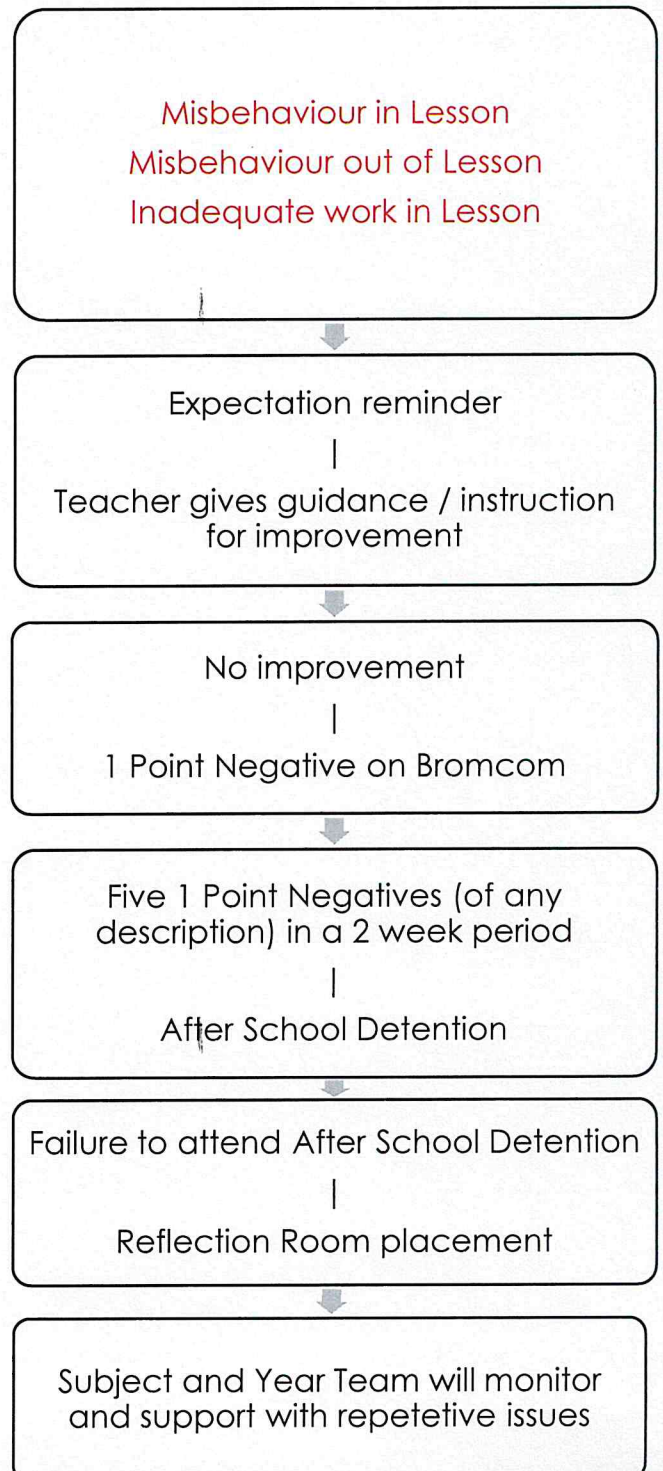 Misbehaviour in Lesson
Misbehaviour out of Lesson
Inadequate work in Lesson
Expectation reminder
|
Teacher gives guidance / instruction
for improvement
No improvement
|
1 Point Negative on Bromcom
Five 1 Point Negatives (of any
description) in a 2 week period
|
After School Detention
Failure to attend After School Detention
|
Reflection Room placement
Subject and Year Team will monitor
and support with repetetive issues